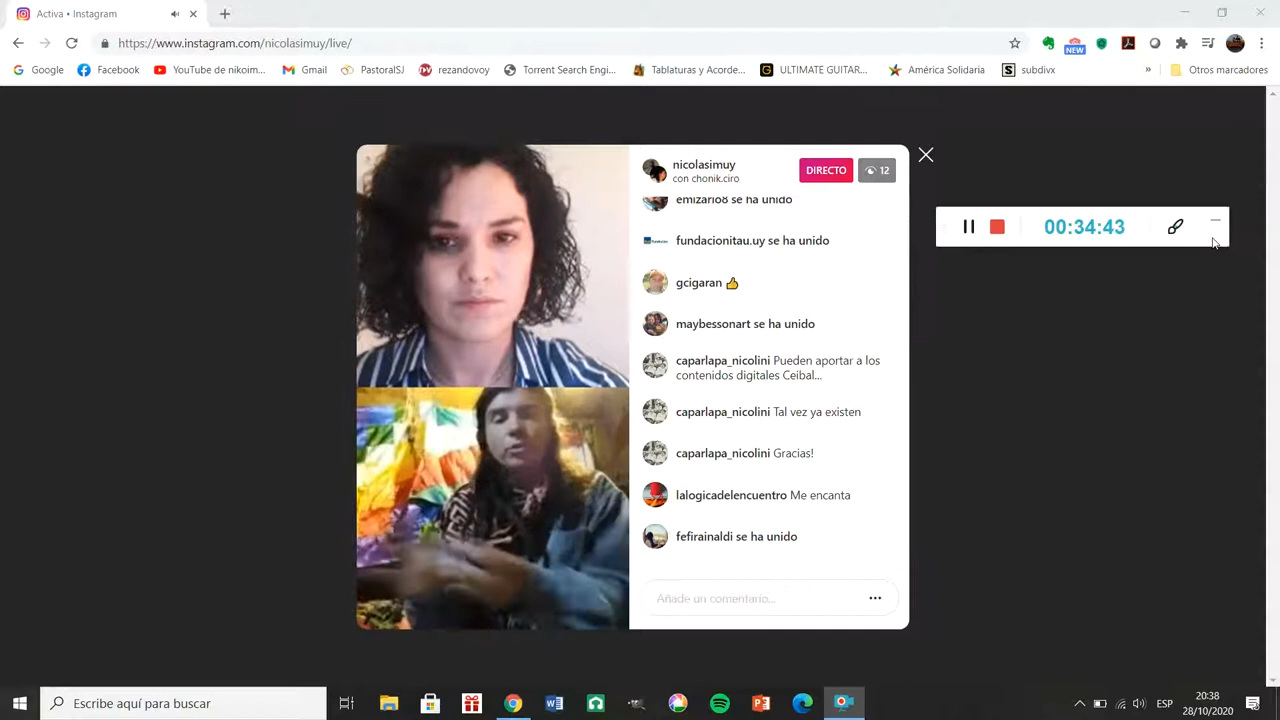 Activa • Instagram
https://www.instagram.com/nicolasimuy/live/
NEW
Google
Facebook
YouTube de nikoim...
Gmail
PastoralSJ
rezandovoy
Torrent Search Engi...
Tablaturas y Acorde...
ULTIMATE GUITAR...
América Solidaria
subdivx
»
Otros marcadores
nicolasimuy
con chonik.ciro
DIRECTO
12
emizario8 se ha unido
00:34:43
fundacionitau.uy se ha unido
gcigaran 👍
maybessonart se ha unido
caparlapa_nicolini Pueden aportar a los
contenidos digitales Ceibal...
caparlapa_nicolini Tal vez ya existen
caparlapa_nicolini Gracias!
lalogicadelencuentro Me encanta
fefirainaldi se ha unido
Añade un comentario...
Escribe aquí para buscar
ESP
20:38
28/10/2020